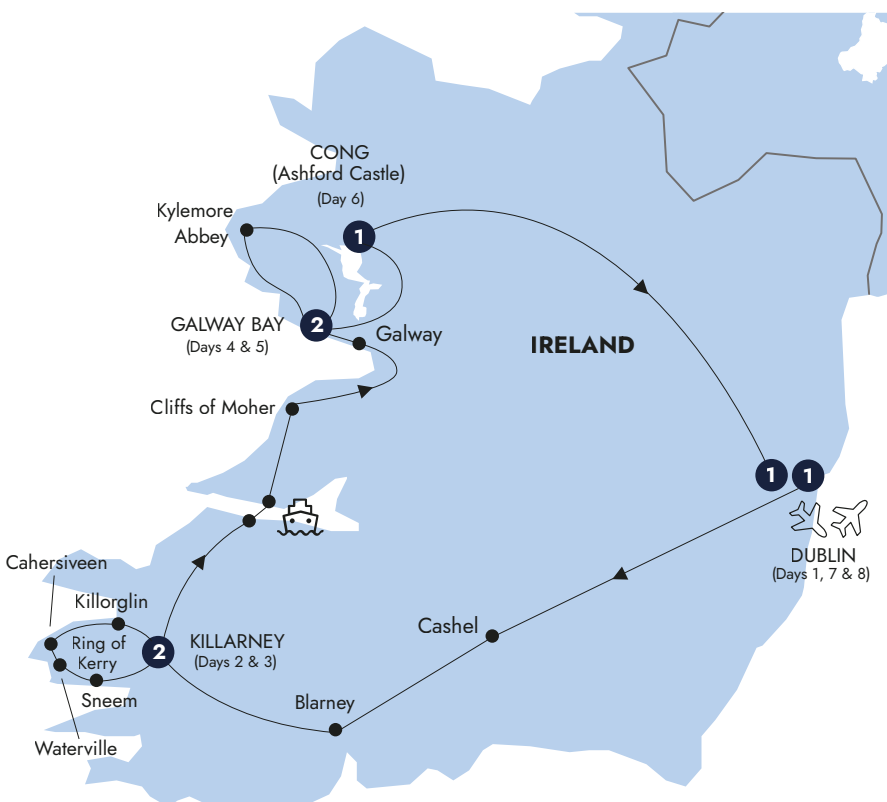 CONG
(Ashford Castle)
(Day 6)
1
Kylemore
Abbey
GALWAY BAY
(Days 4 & 5)
2
Galway
IRELAND
Cliffs of Moher
1
1
DUBLIN
(Days 1, 7 & 8)
Cahersiveen
Killorglin
Ring of
Kerry
2
KILLARNEY
(Days 2 & 3)
Cashel
Sneem
Blarney
Waterville